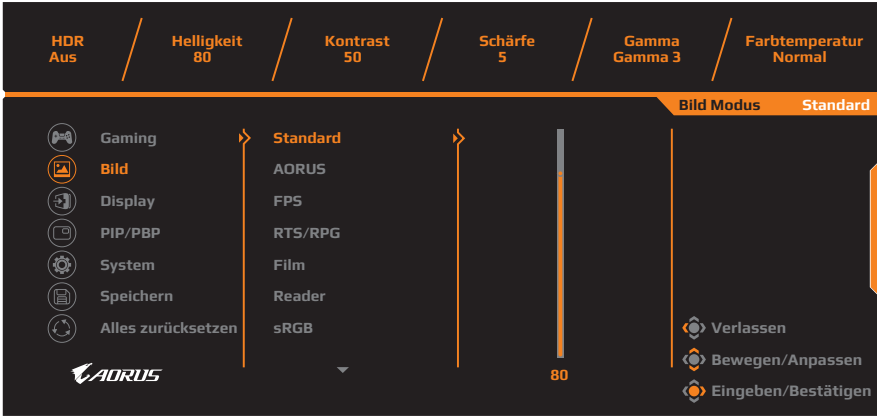 HDR Helligkeit Kontrast Schärfe Gamma Farbtemperatur
Aus 80 50 5 Gamma 3 Normal
Bild Modus Standard
Gaming Standard
Bild AORUS
Display FPS
PIP/PBP RTS/RPG
System Film
Speichern Reader
Alles zurücksetzen sRGB
Verlassen
Bewegen/Anpassen
AORUS 80
Eingeben/Bestätigen